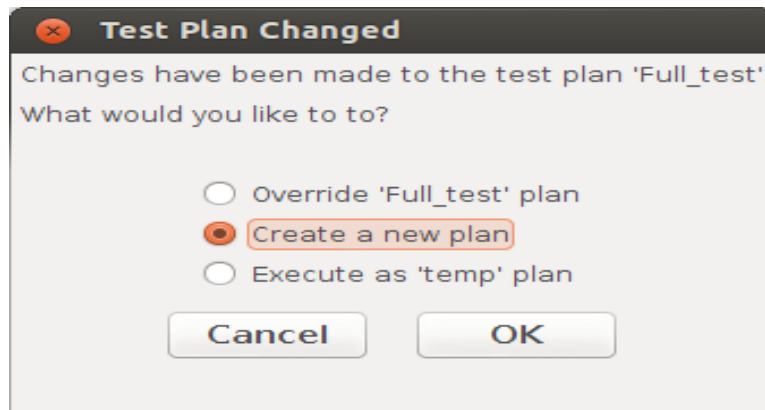 Test Plan Changed
Changes have been made to the test plan 'Full_test'
What would you like to to?
Override 'Full_test' plan
Create a new plan
Execute as 'temp' plan
Cancel OK